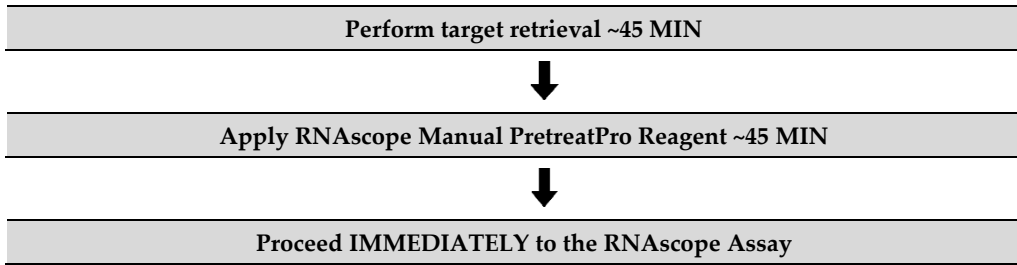 Perform target retrieval ~45 MIN
Apply RNAscope Manual PretreatPro Reagent ~45 MIN
Proceed IMMEDIATELY to the RNAscope Assay